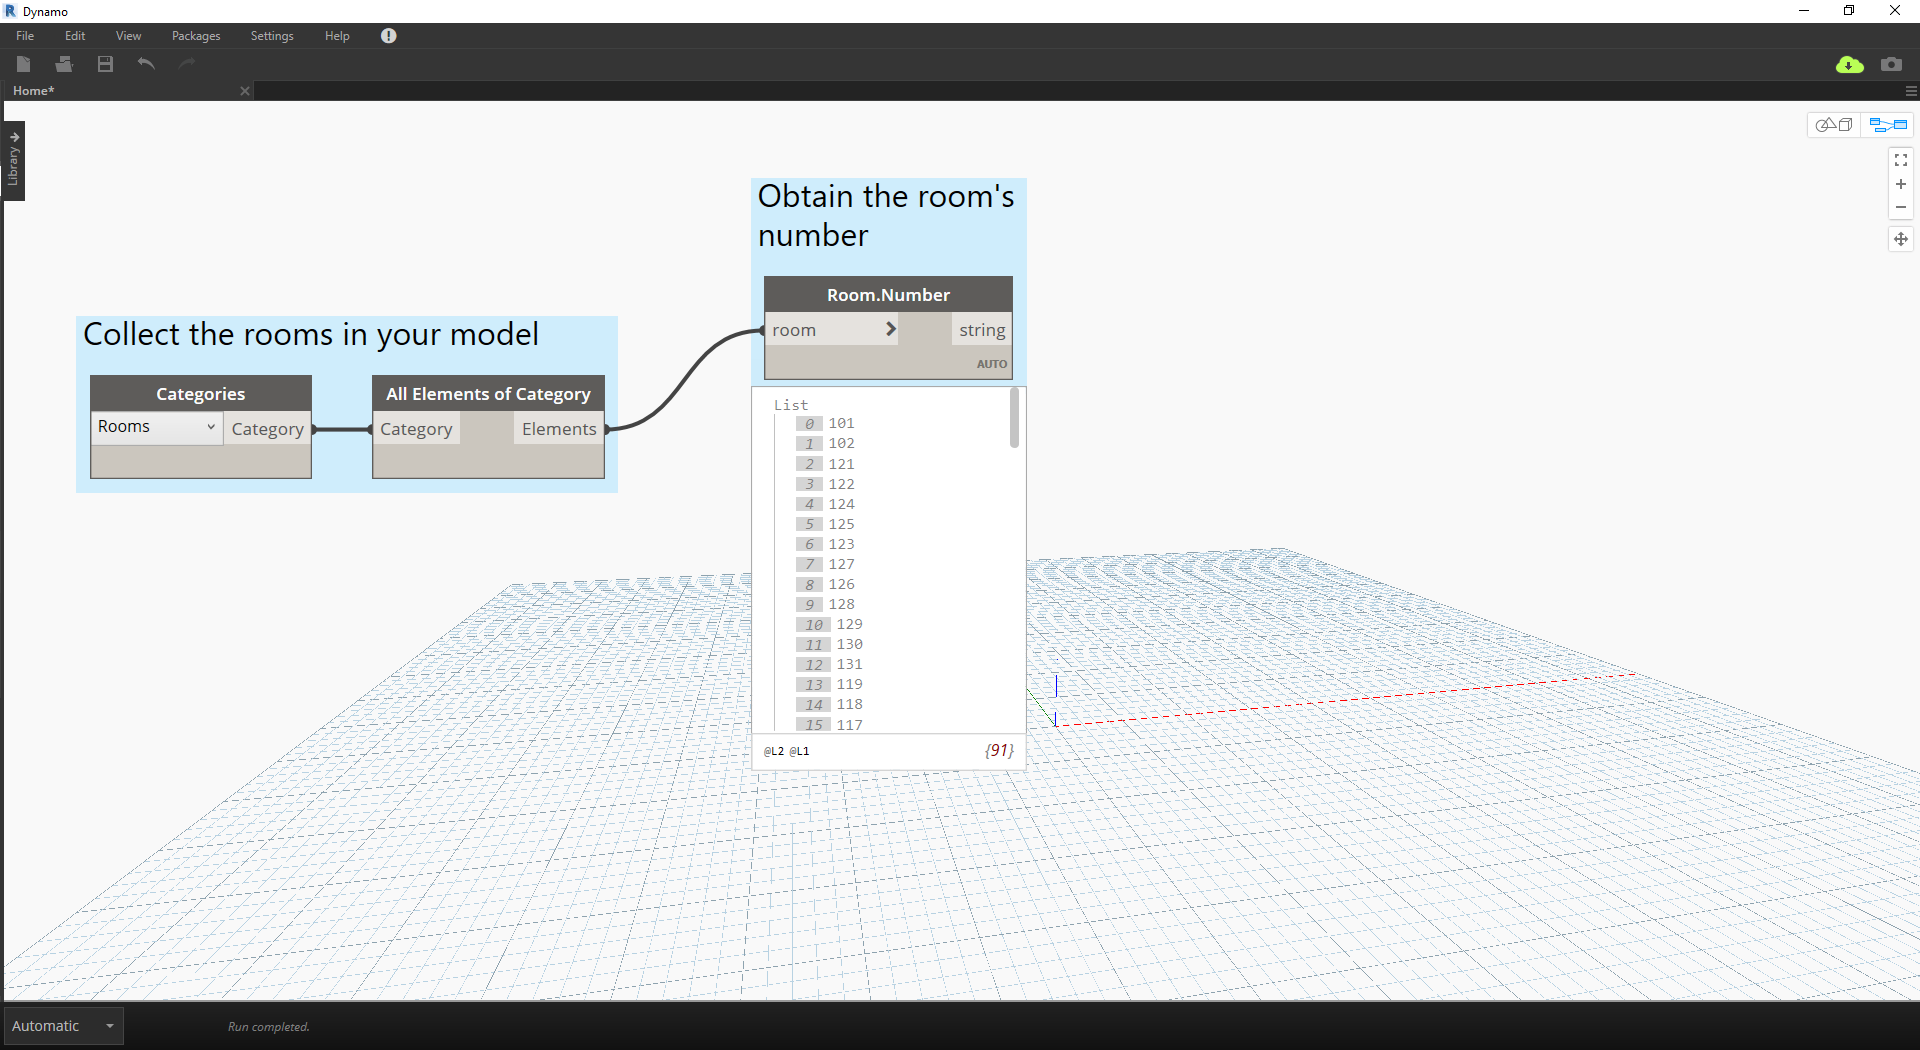 Dynamo
File Edit View Packages Settings Help
Home*
Library
Obtain the room's
number
Room.Number
room string
AUTO
Collect the rooms in your model
Categories
Rooms Category
All Elements of Category
Category Elements
List
0 101
1 102
2 121
3 122
4 124
5 125
6 123
7 127
8 126
9 128
10 129
11 130
12 131
13 119
14 118
15 117
@L2 @L1 {91}
Automatic Run completed.